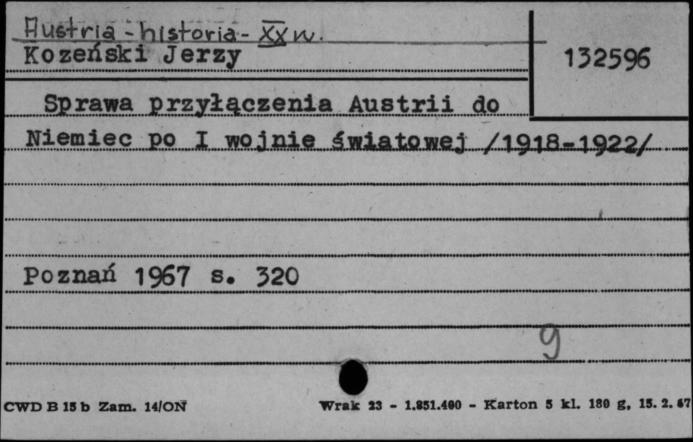 Austria - historia - XX w.
Kozeński Jerzy
132596
Sprawa przyłączenia Austrii do
Niemiec po I wojnie światowej /1918-1922/
Poznań 1967 s. 320
9
CWD B 15 b Zam. 14/ON Wrak 23 - 1.851.400 - Karton 5 kl. 180 g, 15. 2. 67